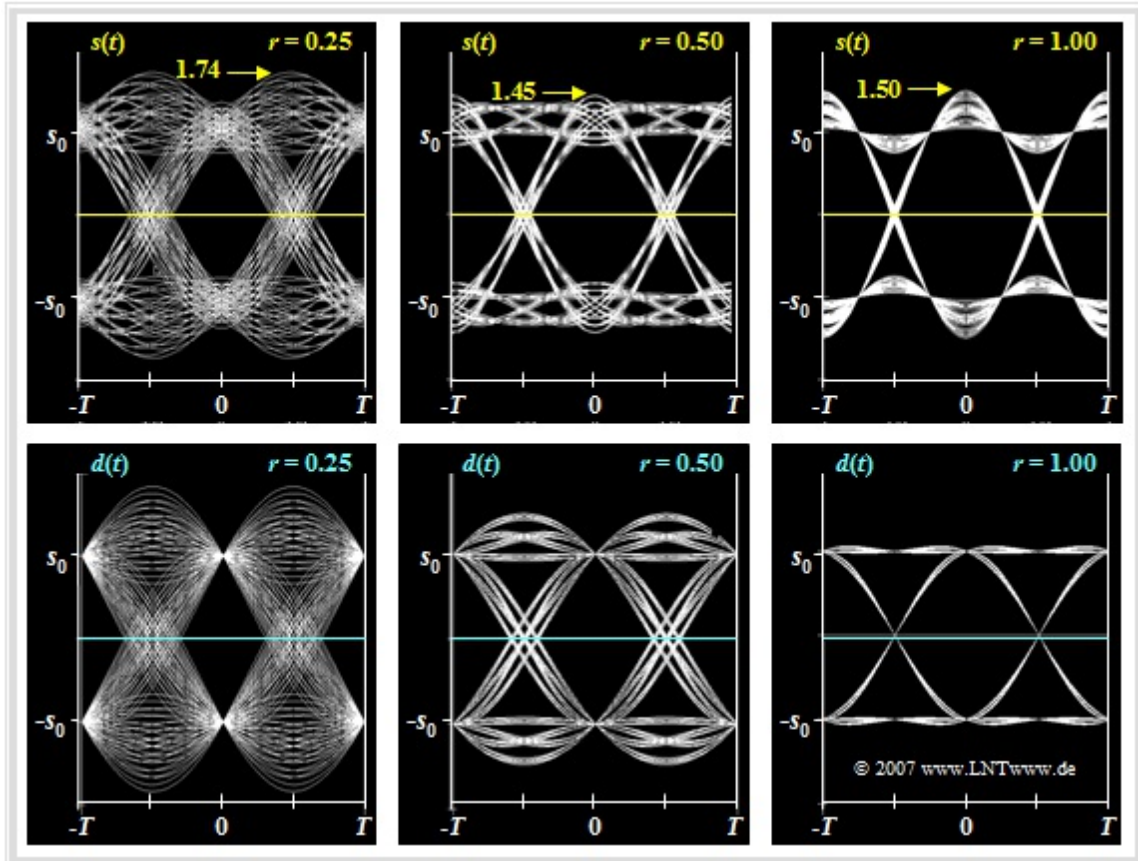 s(t) r = 0.25
1.74
s0
–s0
-T 0 T
s(t) r = 0.50
1.45
s0
–s0
-T 0 T
s(t) r = 1.00
1.50
s0
–s0
-T 0 T
d(t) r = 0.25
s0
–s0
-T 0 T
d(t) r = 0.50
s0
–s0
-T 0 T
d(t) r = 1.00
s0
–s0
© 2007 www.LNTwww.de
-T 0 T